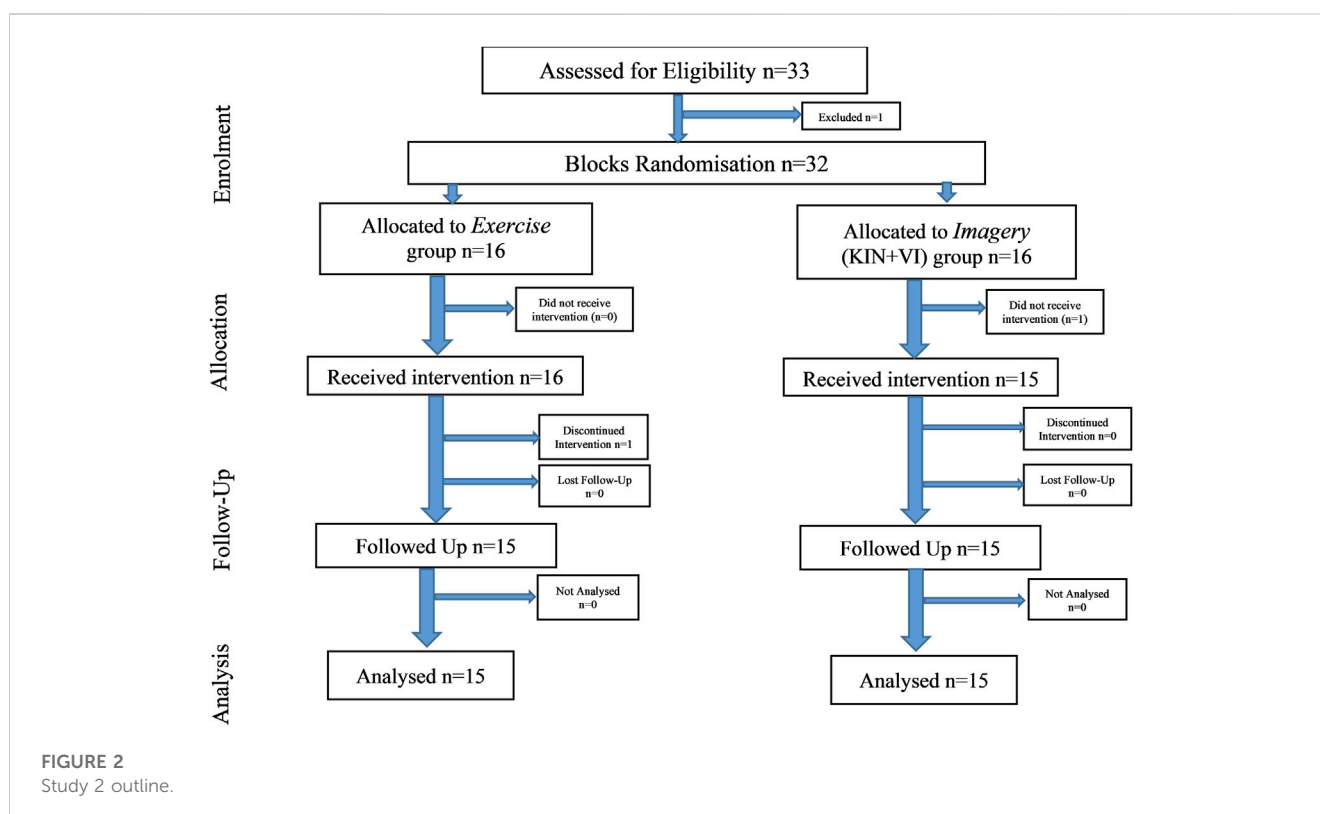 Assessed for Eligibility n=33
Excluded n=1
Enrolment
Blocks Randomisation n=32
Allocated to Exercise
group n=16
Allocated to Imagery
(KIN+VI) group n=16
Allocation
Did not receive
intervention (n=0)
Did not receive
intervention (n=1)
Received intervention n=16
Received intervention n=15
Follow-Up
Discontinued
Intervention n=1
Discontinued
Intervention n=0
Lost Follow-Up
n=0
Lost Follow-Up
n=0
Followed Up n=15
Followed Up n=15
Analysis
Not Analysed
n=0
Not Analysed
n=0
Analysed n=15
Analysed n=15
FIGURE 2
Study 2 outline.